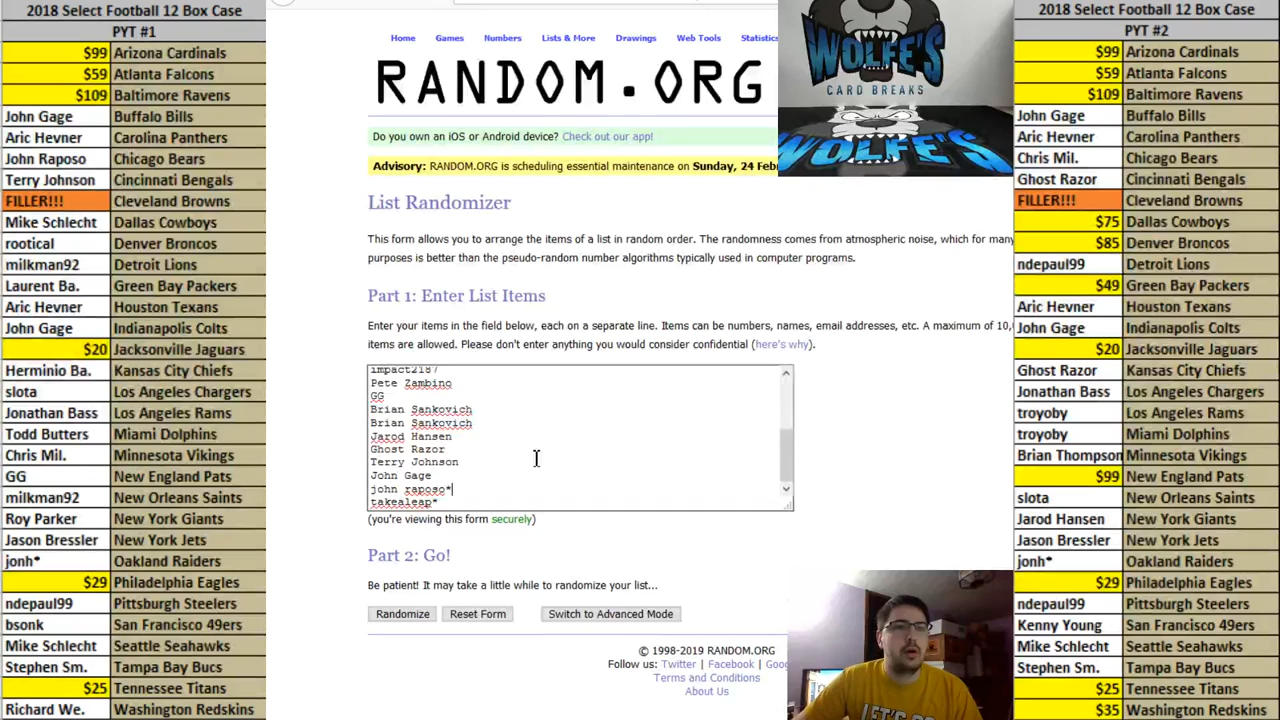 2018 Select Football 12 Box Case
PYT #1
$99 Arizona Cardinals
$59 Atlanta Falcons
$109 Baltimore Ravens
John Gage Buffalo Bills
Aric Hevner Carolina Panthers
John Raposo Chicago Bears
Terry Johnson Cincinnati Bengals
FILLER!!! Cleveland Browns
Mike Schlecht Dallas Cowboys
rootical Denver Broncos
milkman92 Detroit Lions
Laurent Ba. Green Bay Packers
Aric Hevner Houston Texans
John Gage Indianapolis Colts
$20 Jacksonville Jaguars
Herminio Ba. Kansas City Chiefs
slota Los Angeles Chargers
Jonathan Bass Los Angeles Rams
Todd Butters Miami Dolphins
Chris Mil. Minnesota Vikings
GG New England Pats
milkman92 New Orleans Saints
Roy Parker New York Giants
Jason Bressler New York Jets
jonh* Oakland Raiders
$29 Philadelphia Eagles
ndepaul99 Pittsburgh Steelers
bsonk San Francisco 49ers
Mike Schlecht Seattle Seahawks
Stephen Sm. Tampa Bay Bucs
$25 Tennessee Titans
Richard We. Washington Redskins
Home Games Numbers Lists & More Drawings Web Tools Statistics
RANDOM.ORG
Do you own an iOS or Android device? Check out our app!
Advisory: RANDOM.ORG is scheduling essential maintenance on Sunday, 24 Feb
List Randomizer
This form allows you to arrange the items of a list in random order. The randomness comes from atmospheric noise, which for many
purposes is better than the pseudo-random number algorithms typically used in computer programs.
Part 1: Enter List Items
Enter your items in the field below, each on a separate line. Items can be numbers, names, email addresses, etc. A maximum of 10,
items are allowed. Please don't enter anything you would consider confidential (here's why).
impact2187
Pete Zambino
GG
Brian Sankovich
Brian Sankovich
Jarod Hansen
Ghost Razor
Terry Johnson
John Gage
john raposo*
takealeap*
(you're viewing this form securely)
Part 2: Go!
Be patient! It may take a little while to randomize your list...
Randomize Reset Form Switch to Advanced Mode
© 1998-2019 RANDOM.ORG
Follow us: Twitter | Facebook | Goo
Terms and Conditions
About Us
WOLFE'S
CARD BREAKS
WOLFE'S
LET'S GO
2018 Select Football 12 Box Case
PYT #2
$99 Arizona Cardinals
$59 Atlanta Falcons
$109 Baltimore Ravens
John Gage Buffalo Bills
Aric Hevner Carolina Panthers
Chris Mil. Chicago Bears
Ghost Razor Cincinnati Bengals
FILLER!!! Cleveland Browns
$75 Dallas Cowboys
$85 Denver Broncos
ndepaul99 Detroit Lions
$49 Green Bay Packers
Aric Hevner Houston Texans
John Gage Indianapolis Colts
$20 Jacksonville Jaguars
Ghost Razor Kansas City Chiefs
Jonathan Bass Los Angeles Chargers
troyoby Los Angeles Rams
troyoby Miami Dolphins
Brian Thompson Minnesota Vikings
$99 New England Pats
slota New Orleans Saints
Jarod Hansen New York Giants
Jason Bressler New York Jets
jonh* Oakland Raiders
$29 Philadelphia Eagles
ndepaul99 Pittsburgh Steelers
Kenny Young San Francisco 49ers
Mike Schlecht Seattle Seahawks
Stephen Sm. Tampa Bay Bucs
$25 Tennessee Titans
$35 Washington Redskins